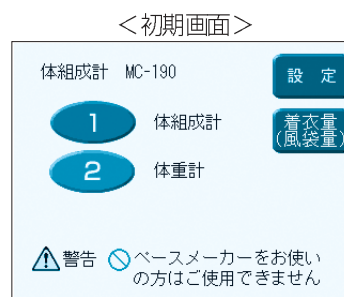 ＜初期画面＞
体組成計 MC-190
設 定
1 体組成計
着衣量
(風袋量)
2 体重計
警告 ペースメーカーをお使い
の方はご使用できません